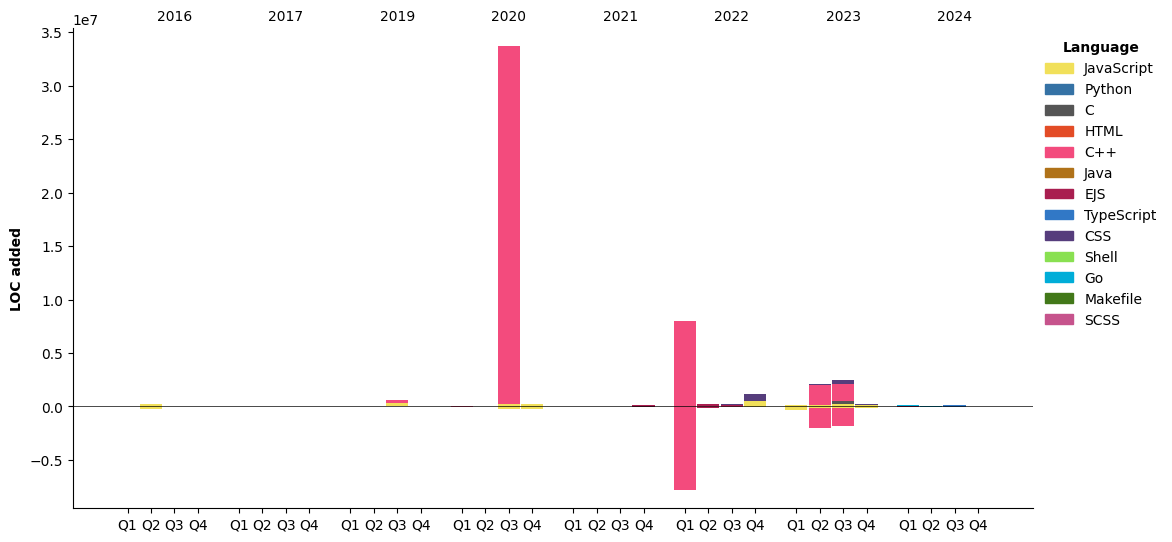 2016 2017 2019 2020 2021 2022 2023 2024
1e7
3.5
3.0
2.5
2.0
1.5
1.0
0.5
0.0
−0.5
LOC added
Q1 Q2 Q3 Q4 Q1 Q2 Q3 Q4 Q1 Q2 Q3 Q4 Q1 Q2 Q3 Q4 Q1 Q2 Q3 Q4 Q1 Q2 Q3 Q4 Q1 Q2 Q3 Q4 Q1 Q2 Q3 Q4
Language
JavaScript
Python
C
HTML
C++
Java
EJS
TypeScript
CSS
Shell
Go
Makefile
SCSS